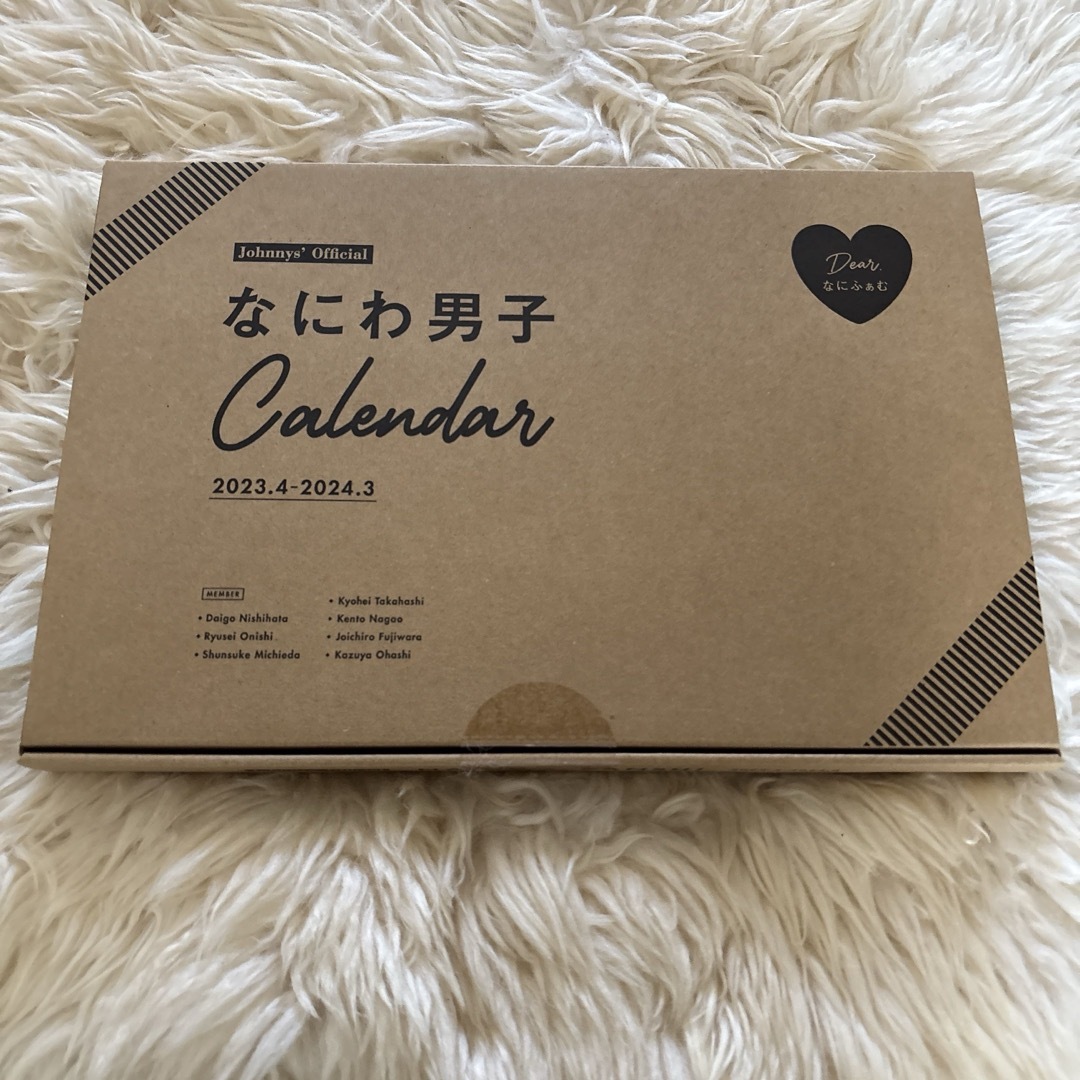 Johnnys' Official
なにわ男子
Calendar
2023.4-2024.3
Dear.
なにふぁむ
MEMBER
• Daigo Nishihata
• Ryusei Onishi
• Shunsuke Michieda
• Kyohei Takahashi
• Kento Nagao
• Joichiro Fujiwara
• Kazuya Ohashi